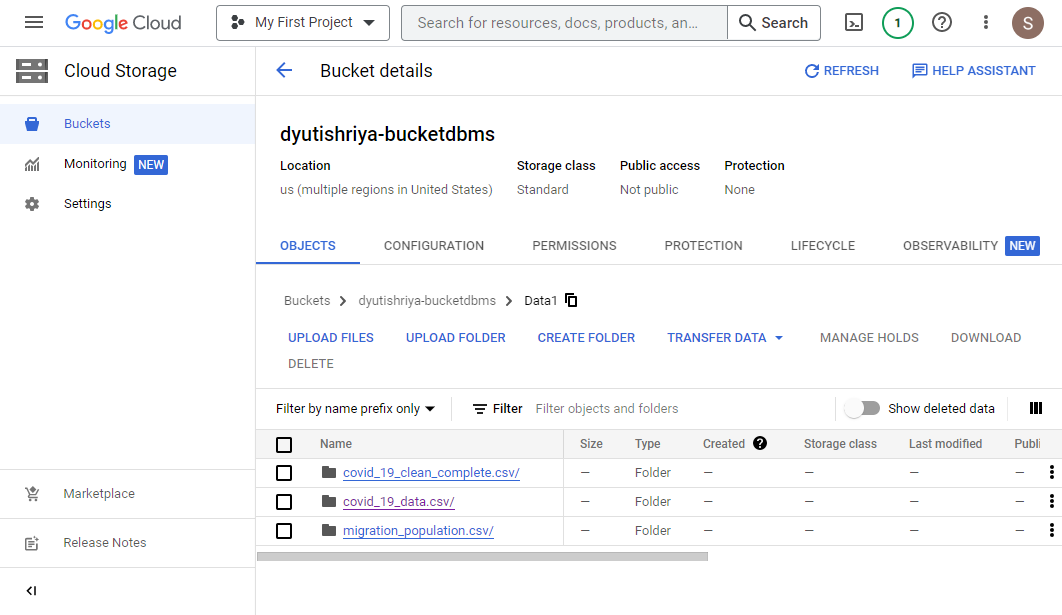 Google Cloud
My First Project
Search for resources, docs, products, an...
Search
1
S
Cloud Storage
Bucket details
REFRESH
HELP ASSISTANT
Buckets
Monitoring NEW
Settings
Marketplace
Release Notes
dyutishriya-bucketdbms
Location Storage class Public access Protection
us (multiple regions in United States) Standard Not public None
OBJECTS CONFIGURATION PERMISSIONS PROTECTION LIFECYCLE OBSERVABILITY NEW
Buckets > dyutishriya-bucketdbms > Data1
UPLOAD FILES UPLOAD FOLDER CREATE FOLDER TRANSFER DATA MANAGE HOLDS DOWNLOAD
DELETE
Filter by name prefix only Filter Filter objects and folders Show deleted data
Name Size Type Created Storage class Last modified Publi
covid_19_clean_complete.csv/ — Folder — — — —
covid_19_data.csv/ — Folder — — — —
migration_population.csv/ — Folder — — — —